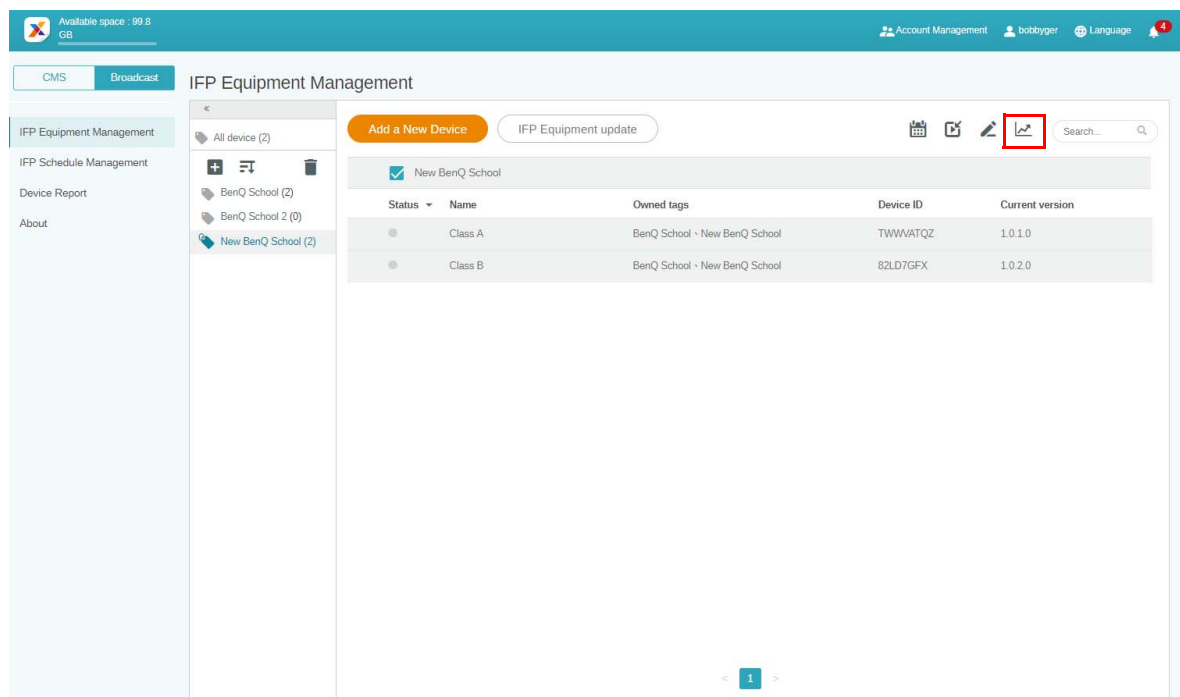 Available space : 99.8
GB
Account Management
bobbyger
Language
4
CMS
Broadcast
IFP Equipment Management
IFP Equipment Management
IFP Schedule Management
Device Report
About
«
All device (2)
BenQ School (2)
BenQ School 2 (0)
New BenQ School (2)
Add a New Device
IFP Equipment update
Search...
New BenQ School
Status Name Owned tags Device ID Current version
Class A BenQ School、New BenQ School TWWVATQZ 1.0.1.0
Class B BenQ School、New BenQ School 82LD7GFX 1.0.2.0
< 1 >